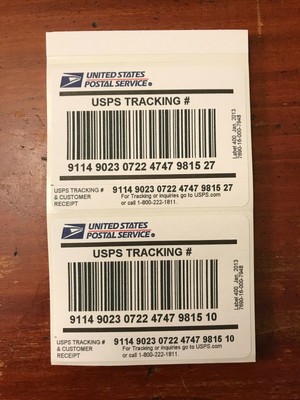 UNITED STATES
POSTAL SERVICE®
USPS TRACKING #
9114 9023 0722 4747 9815 27
Label 400 Jan. 2013
7690-16-000-7948
USPS TRACKING #
& CUSTOMER
RECEIPT
9114 9023 0722 4747 9815 27
For Tracking or inquiries go to USPS.com
or call 1-800-222-1811.
UNITED STATES
POSTAL SERVICE®
USPS TRACKING #
9114 9023 0722 4747 9815 10
Label 400 Jan. 2013
7690-16-000-7948
USPS TRACKING #
& CUSTOMER
RECEIPT
9114 9023 0722 4747 9815 10
For Tracking or inquiries go to USPS.com
or call 1-800-222-1811.